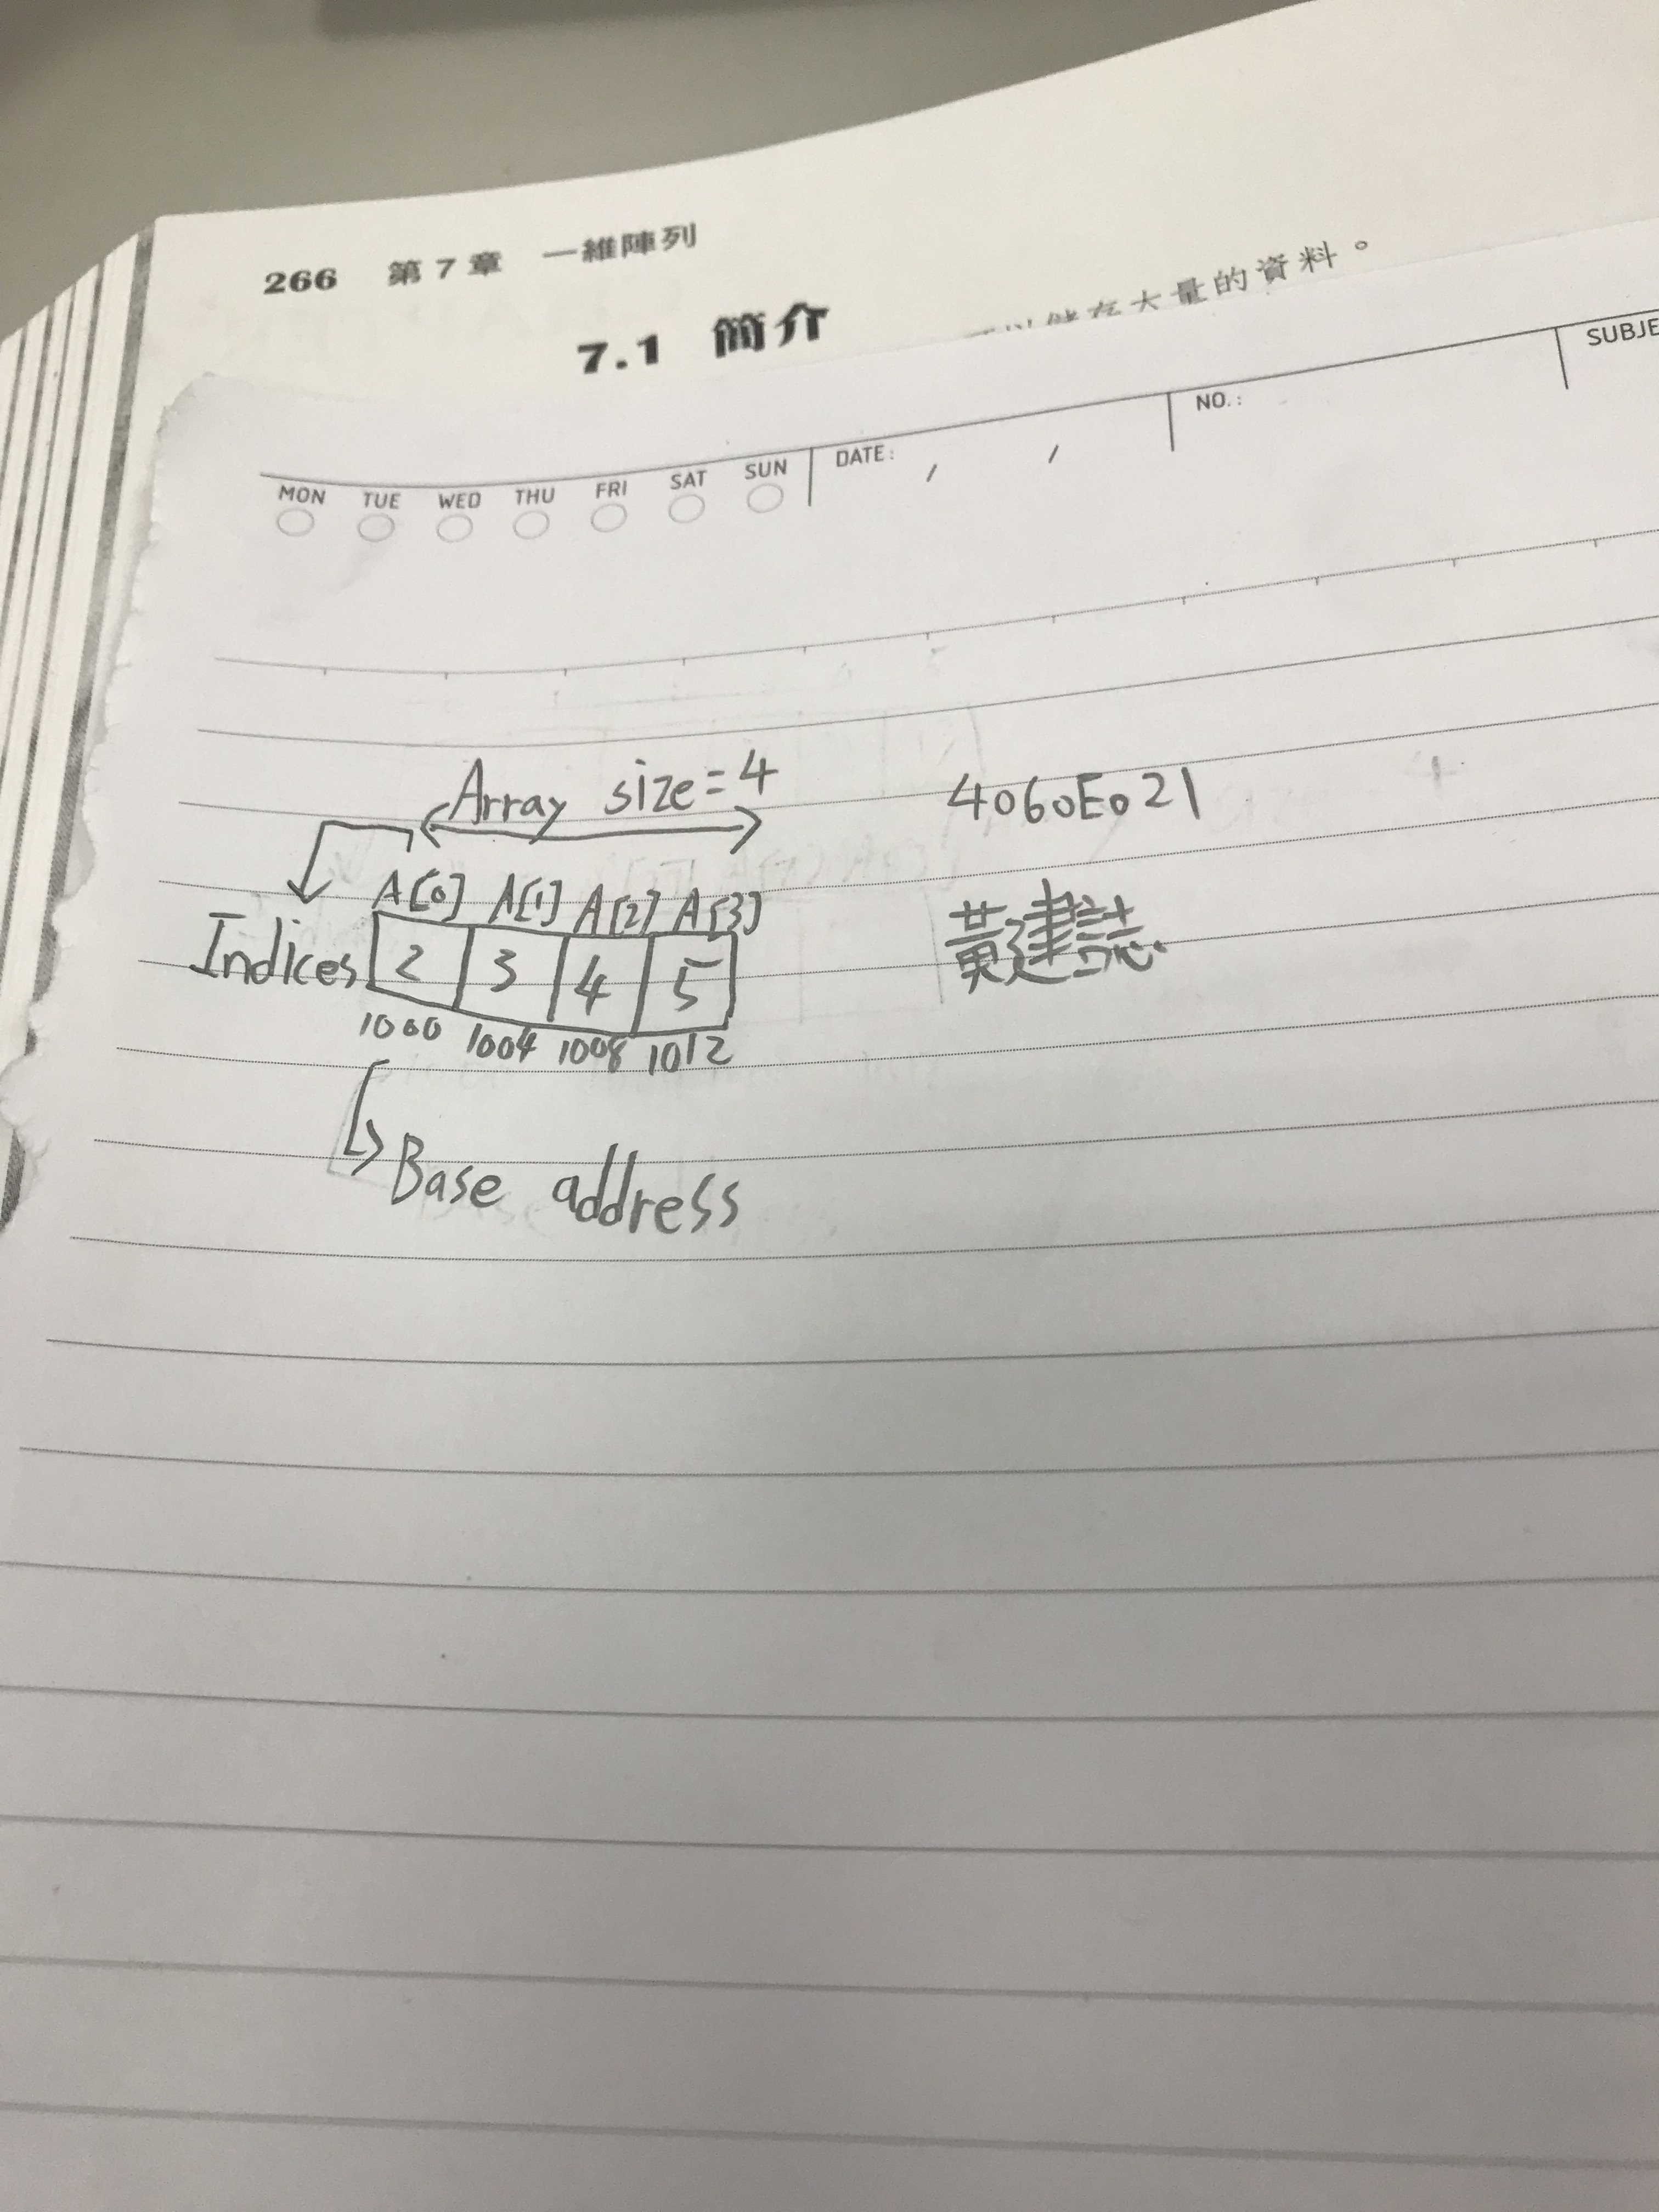 266 第7章 一維陣列
7.1 簡介
存大量的資料。
MON TUE WED THU FRI SAT SUN DATE: / / NO.: SUBJE
Array size=4
4060E021
A[0] A[1] A[2] A[3]
黃建誌
Indices 2 3 4 5
1000 1004 1008 1012
Base address